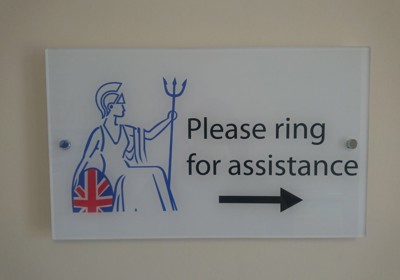 Please ring
for assistance